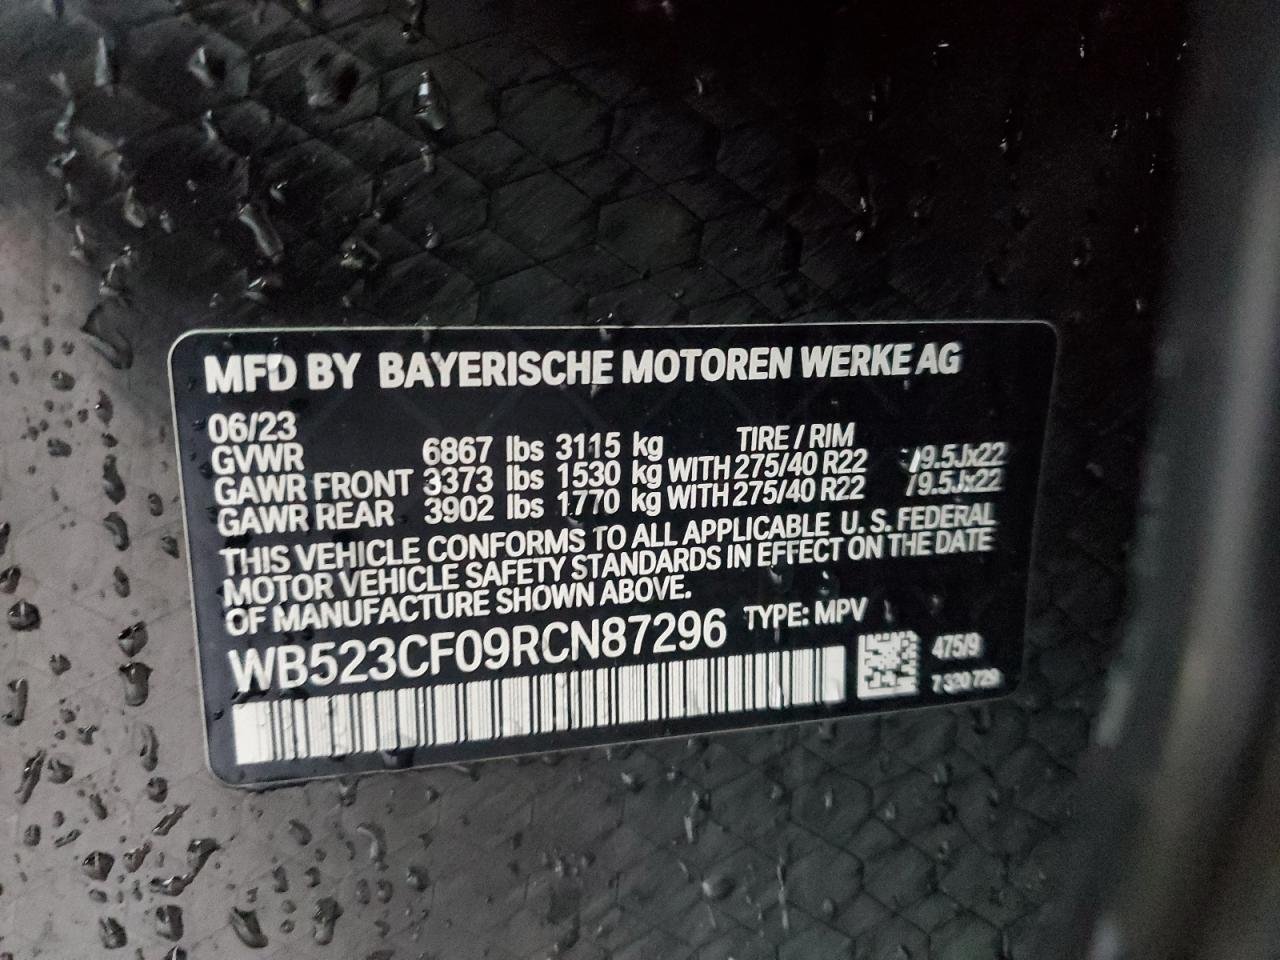 MFD BY BAYERISCHE MOTOREN WERKE AG
06/23 TIRE / RIM
GVWR 6867 lbs 3115 kg
GAWR FRONT 3373 lbs 1530 kg WITH 275/40 R22 /9.5Jx22
GAWR REAR 3902 lbs 1770 kg WITH 275/40 R22 /9.5Jx22
THIS VEHICLE CONFORMS TO ALL APPLICABLE U. S. FEDERAL
MOTOR VEHICLE SAFETY STANDARDS IN EFFECT ON THE DATE
OF MANUFACTURE SHOWN ABOVE.
WB523CF09RCN87296 TYPE: MPV
475/9
7 320 729